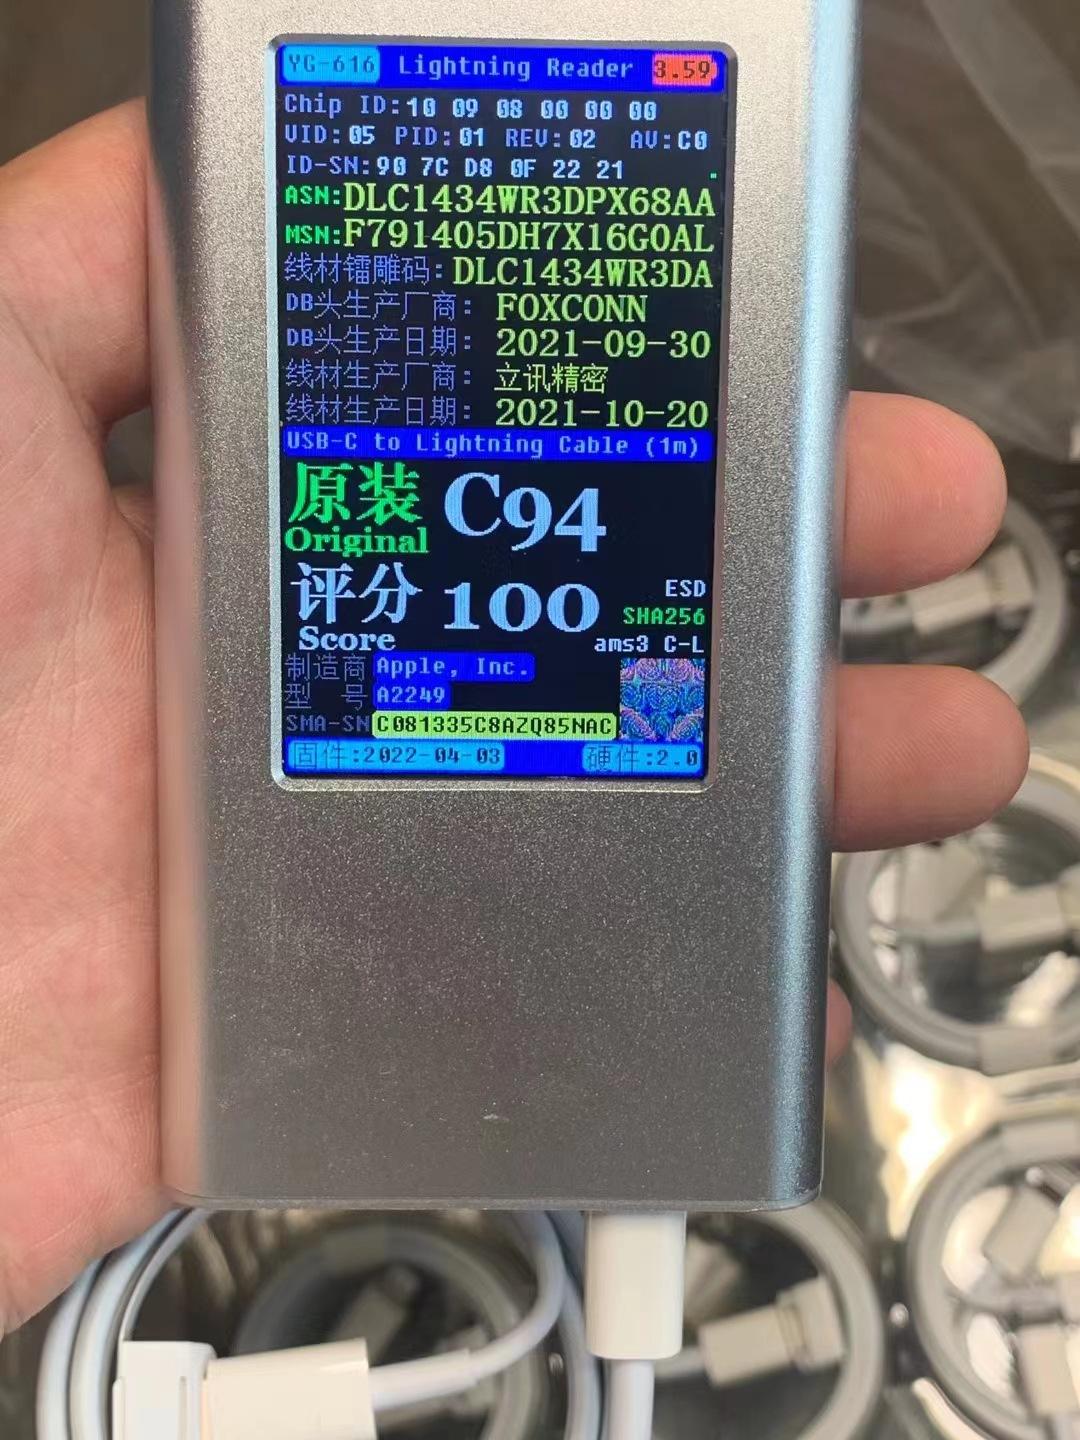 YG-616 Lightning Reader 3.59
Chip ID:10 09 08 00 00 00
VID:05 PID:01 REV:02 AV:C0
ID-SN:90 7C D8 0F 22 21
ASN:DLC1434WR3DPX68AA
MSN:F791405DH7X16G0AL
线材镭雕码:DLC1434WR3DA
DB头生产厂商: FOXCONN
DB头生产日期: 2021-09-30
线材生产厂商: 立讯精密
线材生产日期: 2021-10-20
USB-C to Lightning Cable (1m)
原装 C94
Original
评分 100
Score
ESD
SHA256
ams3 C-L
制造商 Apple, Inc.
型 号 A2249
SMA-SN C081335C8AZQ85NAC
固件:2022-04-03 硬件:2.0